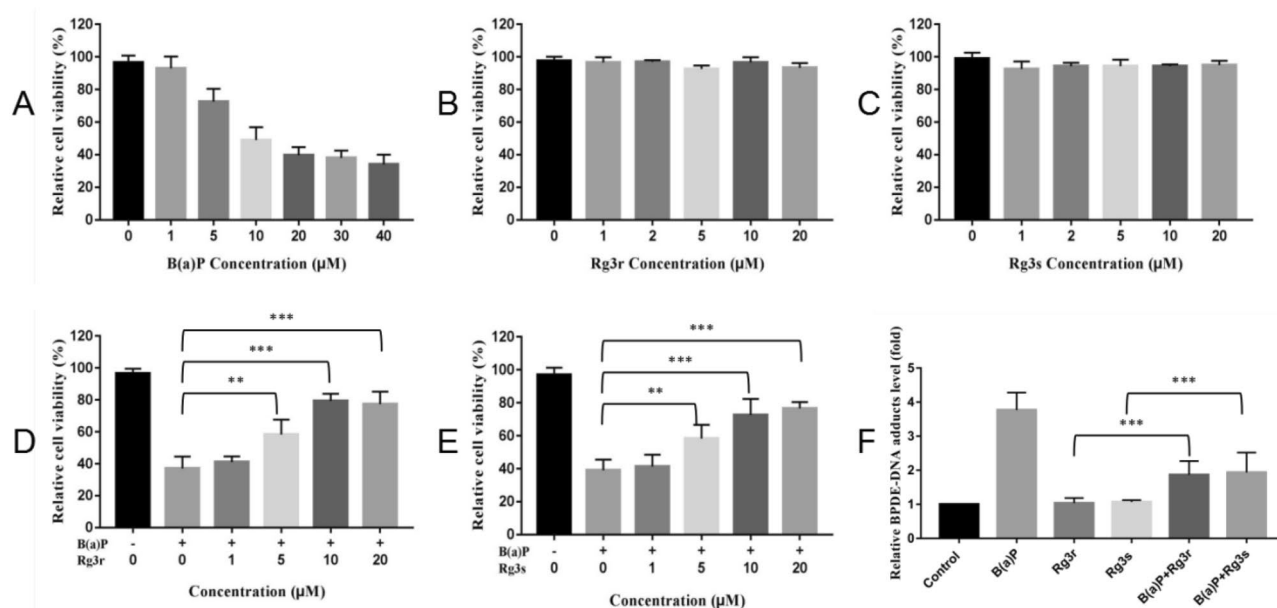 A
Relative cell viability (%)
120
100
80
60
40
20
0
0 1 5 10 20 30 40
B(a)P Concentration (μM)
B
Relative cell viability (%)
120
100
80
60
40
20
0
0 1 2 5 10 20
Rg3r Concentration (μM)
C
Relative cell viability (%)
120
100
80
60
40
20
0
0 1 2 5 10 20
Rg3s Concentration (μM)
D
Relative cell viability (%)
120
100
80
60
40
20
0
***
***
**
B(a)P - + + + + +
Rg3r 0 0 1 5 10 20
Concentration (μM)
E
Relative cell viability (%)
120
100
80
60
40
20
0
***
***
**
B(a)P - + + + + +
Rg3s 0 0 1 5 10 20
Concentration (μM)
F
Relative BPDE-DNA adducts level (fold)
5
4
3
2
1
0
***
***
Control B(a)P Rg3r Rg3s B(a)P+Rg3r B(a)P+Rg3s